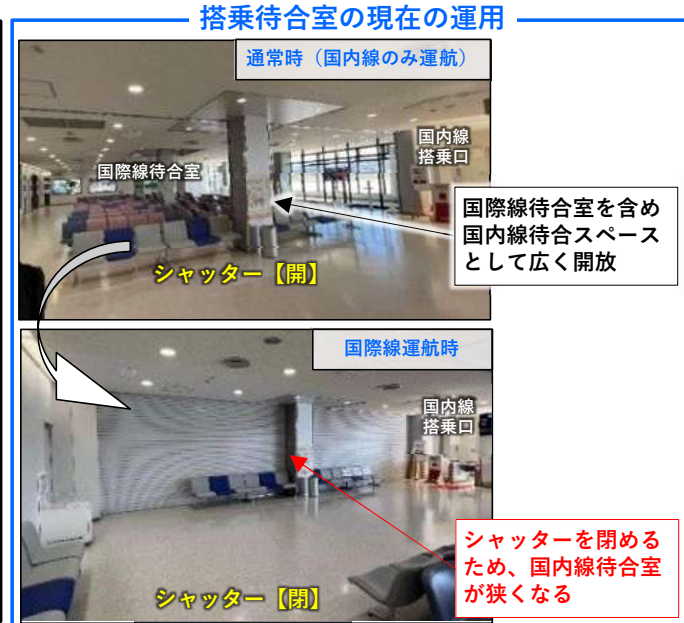 搭乗待合室の現在の運用
通常時（国内線のみ運航）
国内線
搭乗口
国際線待合室
国際線待合室を含め
国内線待合スペース
として広く開放
シャッター【開】
国際線運航時
国内線
搭乗口
シャッターを閉める
ため、国内線待合室
が狭くなる
シャッター【閉】